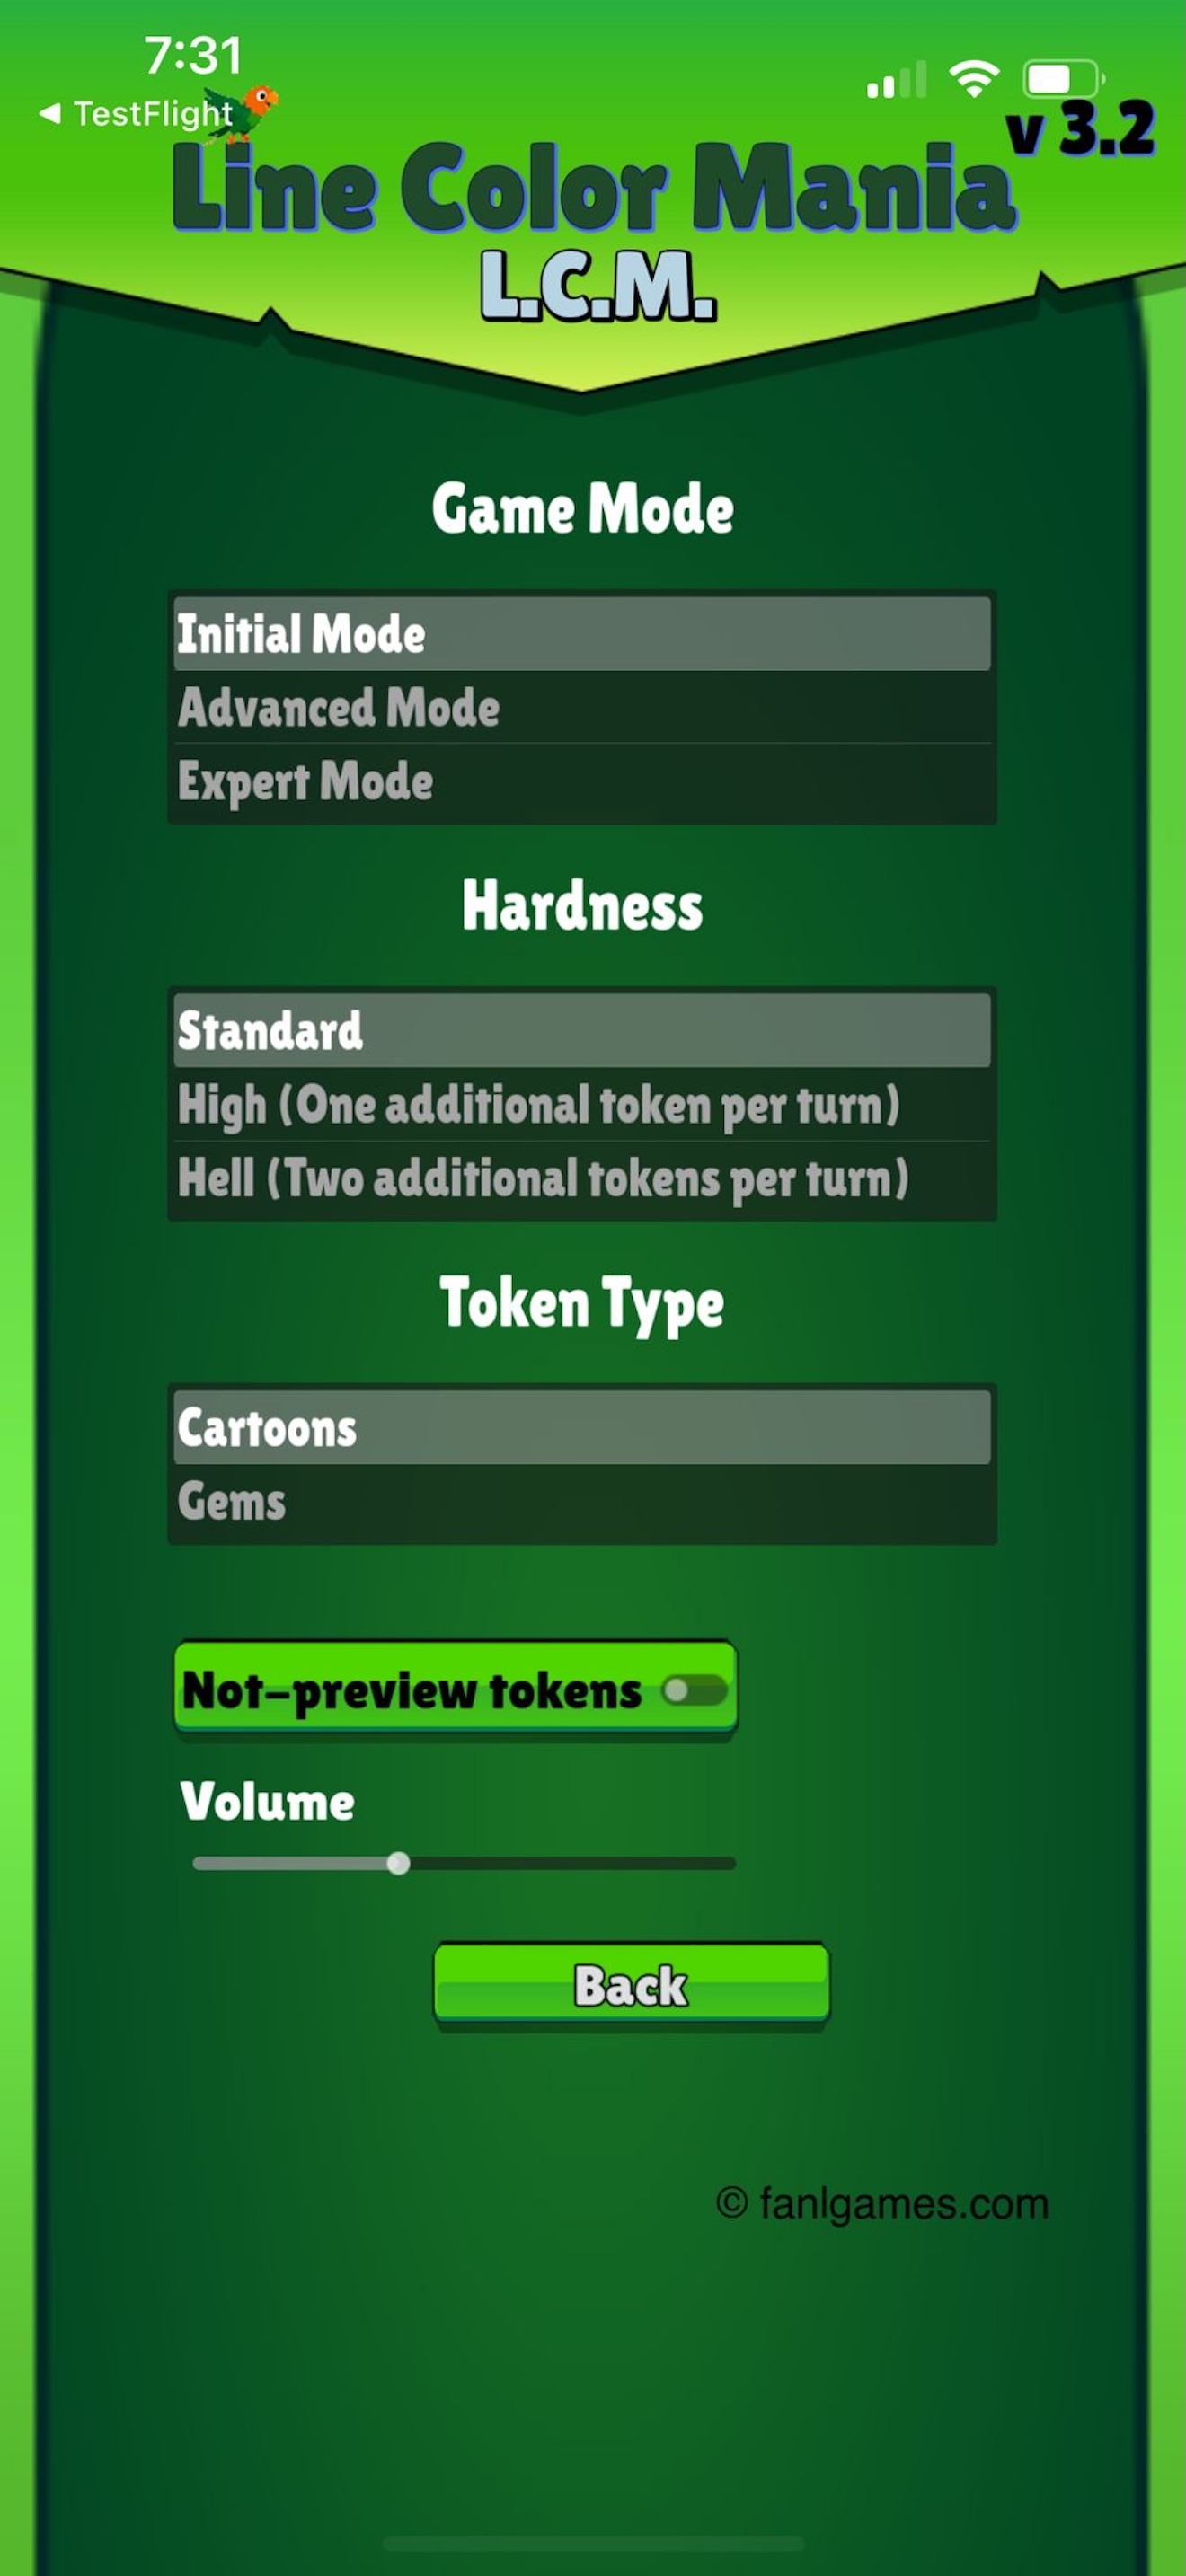 7:31
◀ TestFlight
v 3.2
Line Color Mania
L.C.M.
Game Mode
Initial Mode
Advanced Mode
Expert Mode
Hardness
Standard
High (One additional token per turn)
Hell (Two additional tokens per turn)
Token Type
Cartoons
Gems
Not-preview tokens
Volume
Back
© fanlgames.com